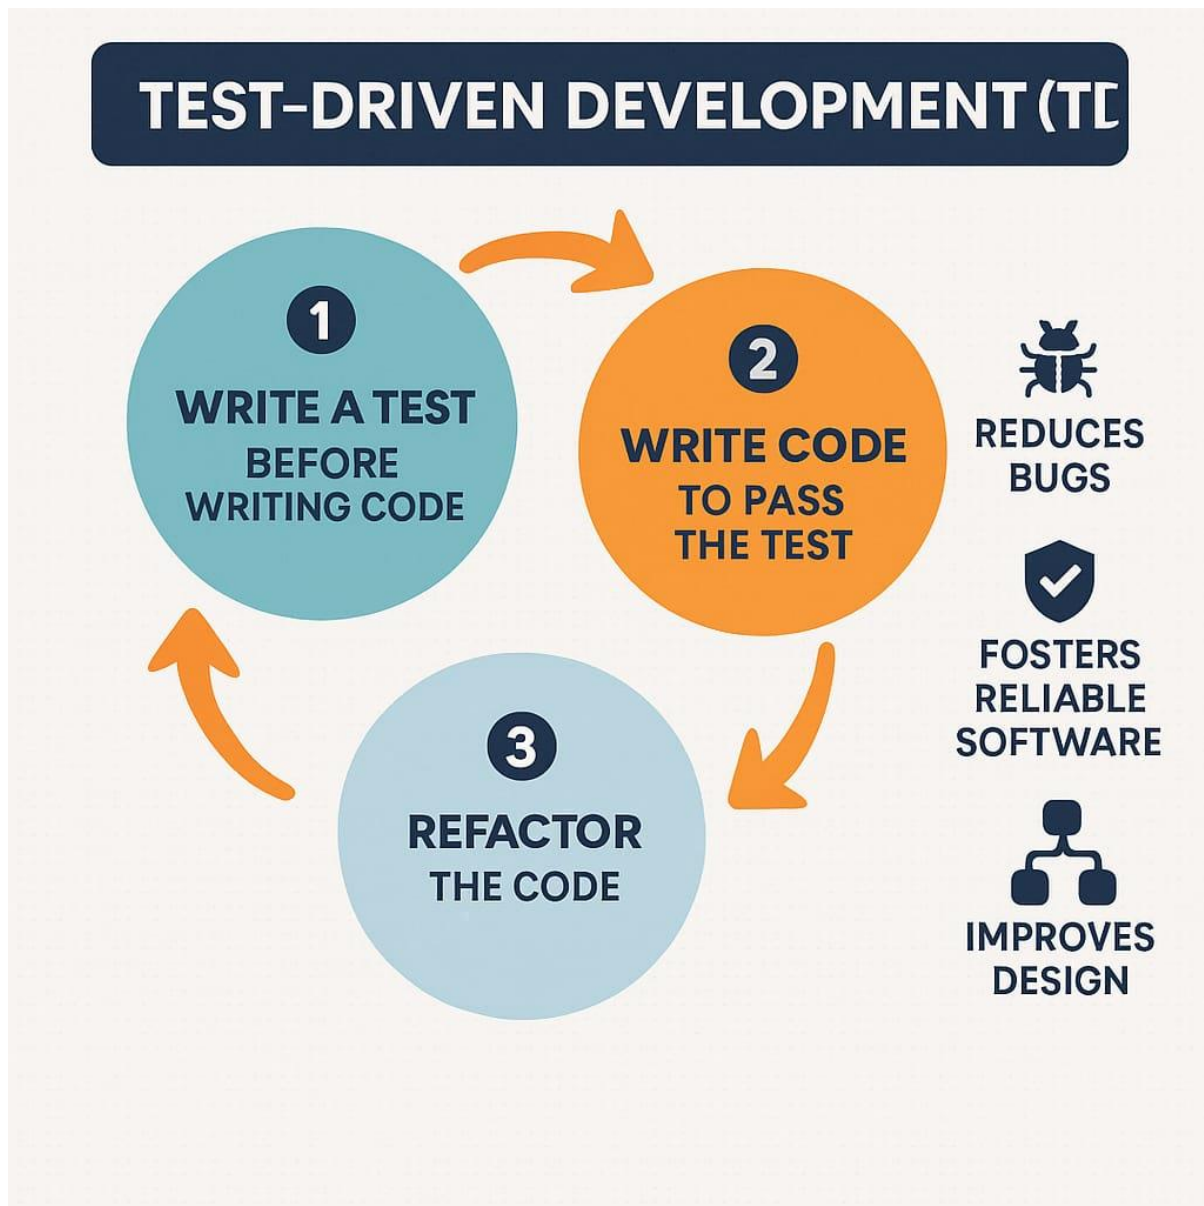 TEST-DRIVEN DEVELOPMENT (TD
1
WRITE A TEST
BEFORE
WRITING CODE
2
WRITE CODE
TO PASS
THE TEST
3
REFACTOR
THE CODE
REDUCES
BUGS
FOSTERS
RELIABLE
SOFTWARE
IMPROVES
DESIGN